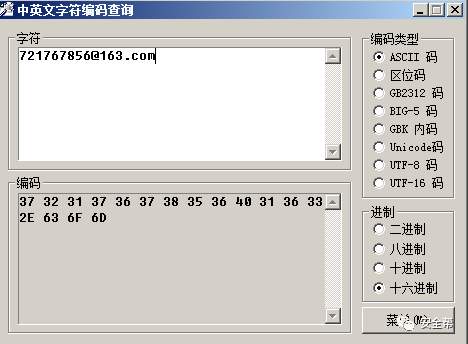 中英文字符编码查询
字符
721767856@163.com
编码
37 32 31 37 36 37 38 35 36 40 31 36 33
2E 63 6F 6D
编码类型
ASCII 码
区位码
GB2312 码
BIG-5 码
GBK 内码
Unicode码
UTF-8 码
UTF-16 码
进制
二进制
八进制
十进制
十六进制
安全帮